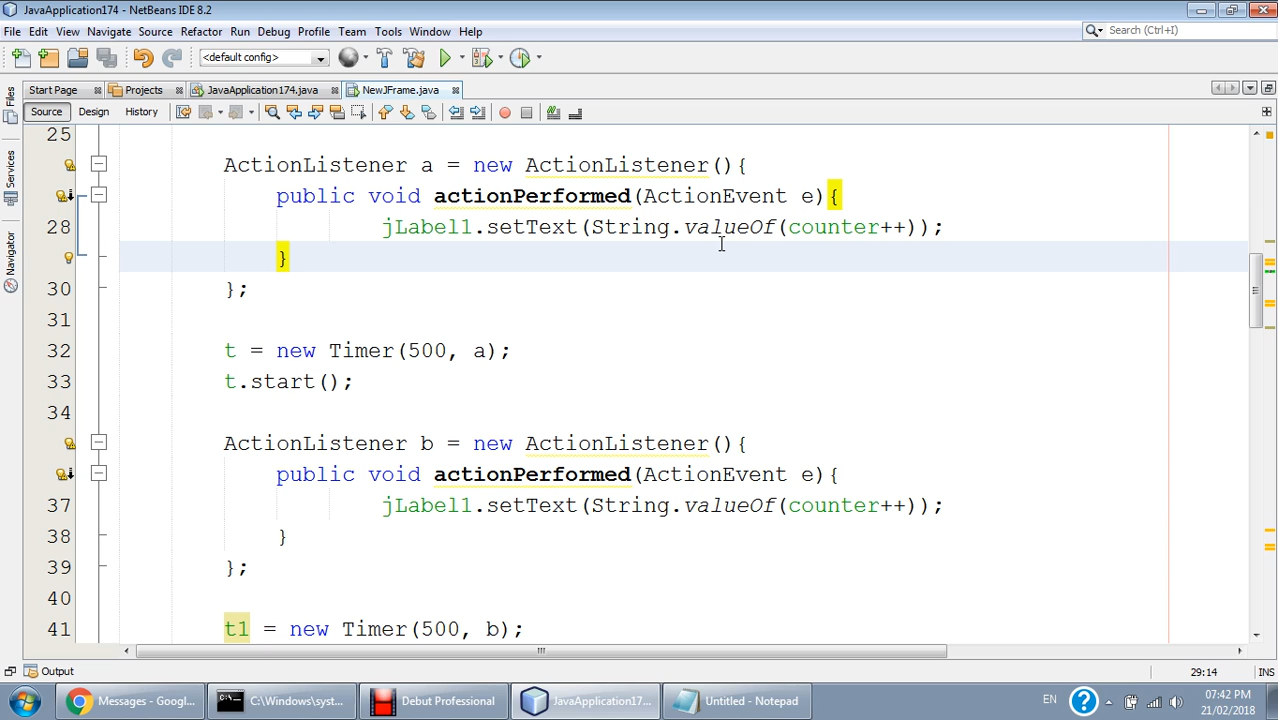 JavaApplication174 - NetBeans IDE 8.2
File Edit View Navigate Source Refactor Run Debug Profile Team Tools Window Help
Search (Ctrl+I)
<default config>
Start Page Projects JavaApplication174.java NewJFrame.java
Source Design History
Files
Services
Navigator
25
ActionListener a = new ActionListener(){
public void actionPerformed(ActionEvent e){
28 jLabel1.setText(String.valueOf(counter++));
}
30 };
31
32 t = new Timer(500, a);
33 t.start();
34
ActionListener b = new ActionListener(){
public void actionPerformed(ActionEvent e){
37 jLabel1.setText(String.valueOf(counter++));
38 }
39 };
40
41 t1 = new Timer(500, b);
Output
29:14 INS
Messages - Googl... C:\Windows\syst... Debut Professional JavaApplication17... Untitled - Notepad
EN
07:42 PM
21/02/2018